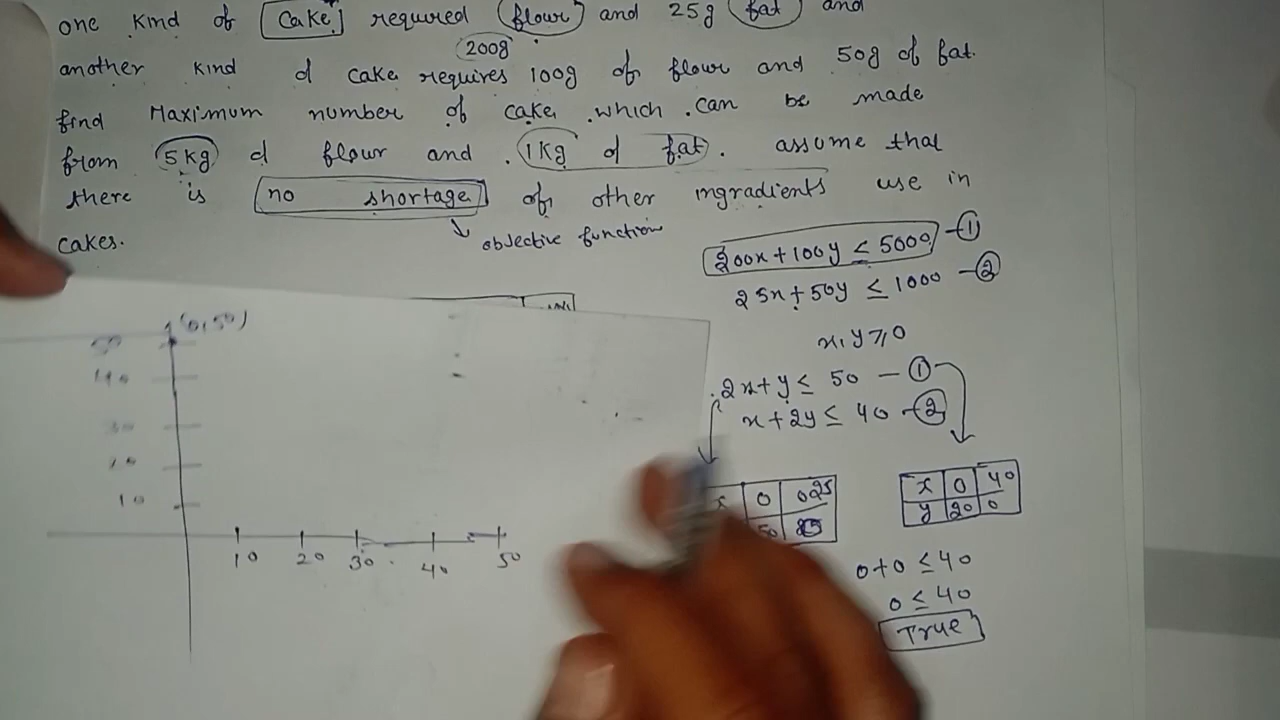 one kind of cake required flour and 25g fat and
200g
another kind of cake requires 100g of flour and 50g of fat.
find Maximum number of cake which can be made
from 5kg of flour and 1kg of fat. assume that
there is no shortage of other ingradients use in
cakes.
objective function
200x+100y ≤ 5000 - 1
25x+50y ≤ 1000 - 2
x,y ≥ 0
2x+y ≤ 50 - 1
x+2y ≤ 40 - 2
x 0 25
50
x 0 40
y 20 0
0+0 ≤ 40
0 ≤ 40
True
(0,50)
50
40
30
20
10
10 20 30 40 50